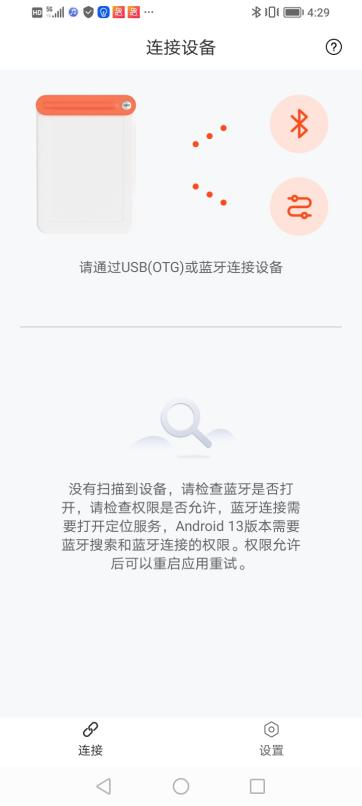 HD 5G 4:29
连接设备
请通过USB(OTG)或蓝牙连接设备
没有扫描到设备，请检查蓝牙是否打
开，请检查权限是否允许，蓝牙连接需
要打开定位服务，Android 13版本需要
蓝牙搜索和蓝牙连接的权限。权限允许
后可以重启应用重试。
连接
设置